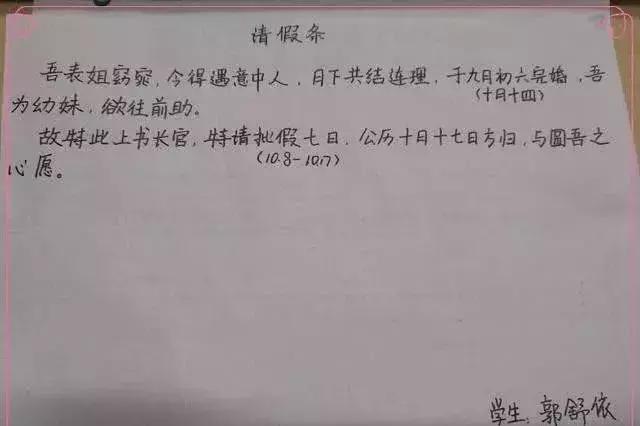 请假条
吾表姐窈窕，今得遇意中人，月下共结连理，于九月初六完婚，吾
(十月十四)
为幼妹，欲往前助。
故特此上书长官，特请批假七日，公历十月十七日方归，与圆吾之
(10.8-10.17)
心愿。
学生：郭舒依